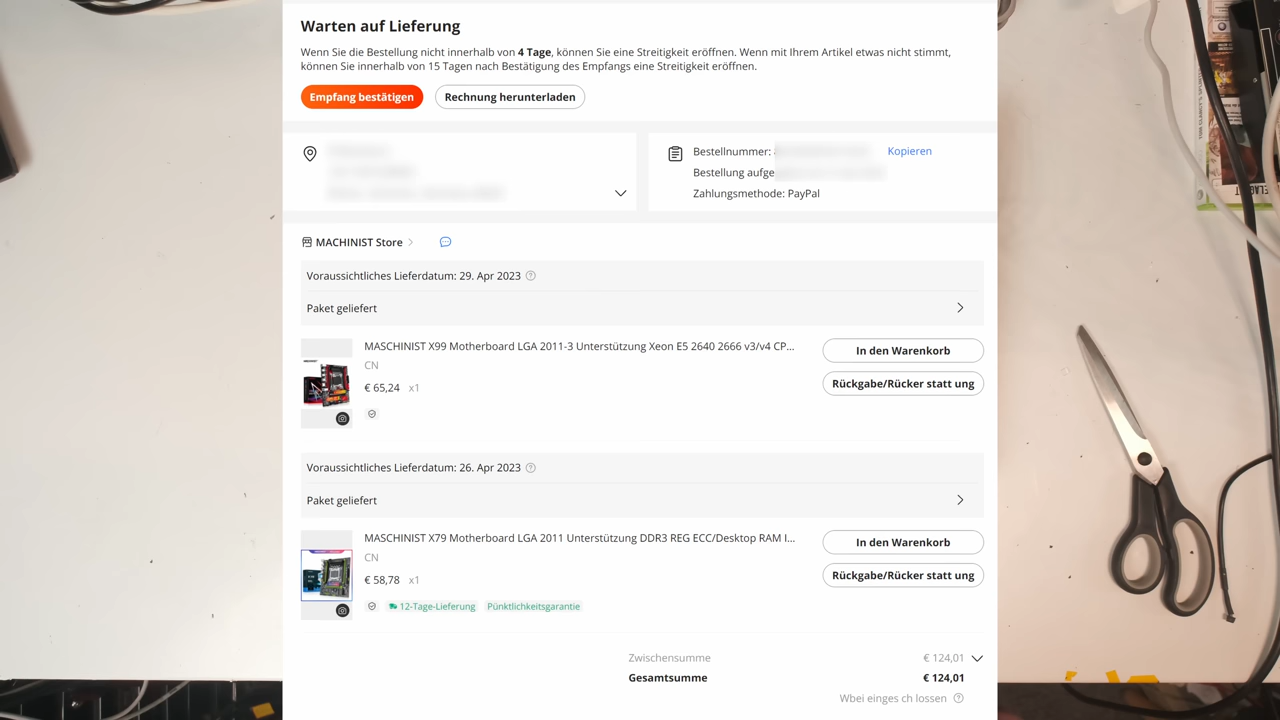 Warten auf Lieferung
Wenn Sie die Bestellung nicht innerhalb von 4 Tage, können Sie eine Streitigkeit eröffnen. Wenn mit Ihrem Artikel etwas nicht stimmt,
können Sie innerhalb von 15 Tagen nach Bestätigung des Empfangs eine Streitigkeit eröffnen.
Empfang bestätigen
Rechnung herunterladen
Bestellnummer:
Kopieren
Bestellung aufge
Zahlungsmethode: PayPal
MACHINIST Store
Voraussichtliches Lieferdatum: 29. Apr 2023
Paket geliefert
MASCHINIST X99 Motherboard LGA 2011-3 Unterstützung Xeon E5 2640 2666 v3/v4 CP...
CN
€ 65,24 x1
In den Warenkorb
Rückgabe/Rücker statt ung
Voraussichtliches Lieferdatum: 26. Apr 2023
Paket geliefert
MASCHINIST X79 Motherboard LGA 2011 Unterstützung DDR3 REG ECC/Desktop RAM I...
CN
€ 58,78 x1
12-Tage-Lieferung Pünktlichkeitsgarantie
In den Warenkorb
Rückgabe/Rücker statt ung
Zwischensumme € 124,01
Gesamtsumme € 124,01
Wbei einges ch lossen